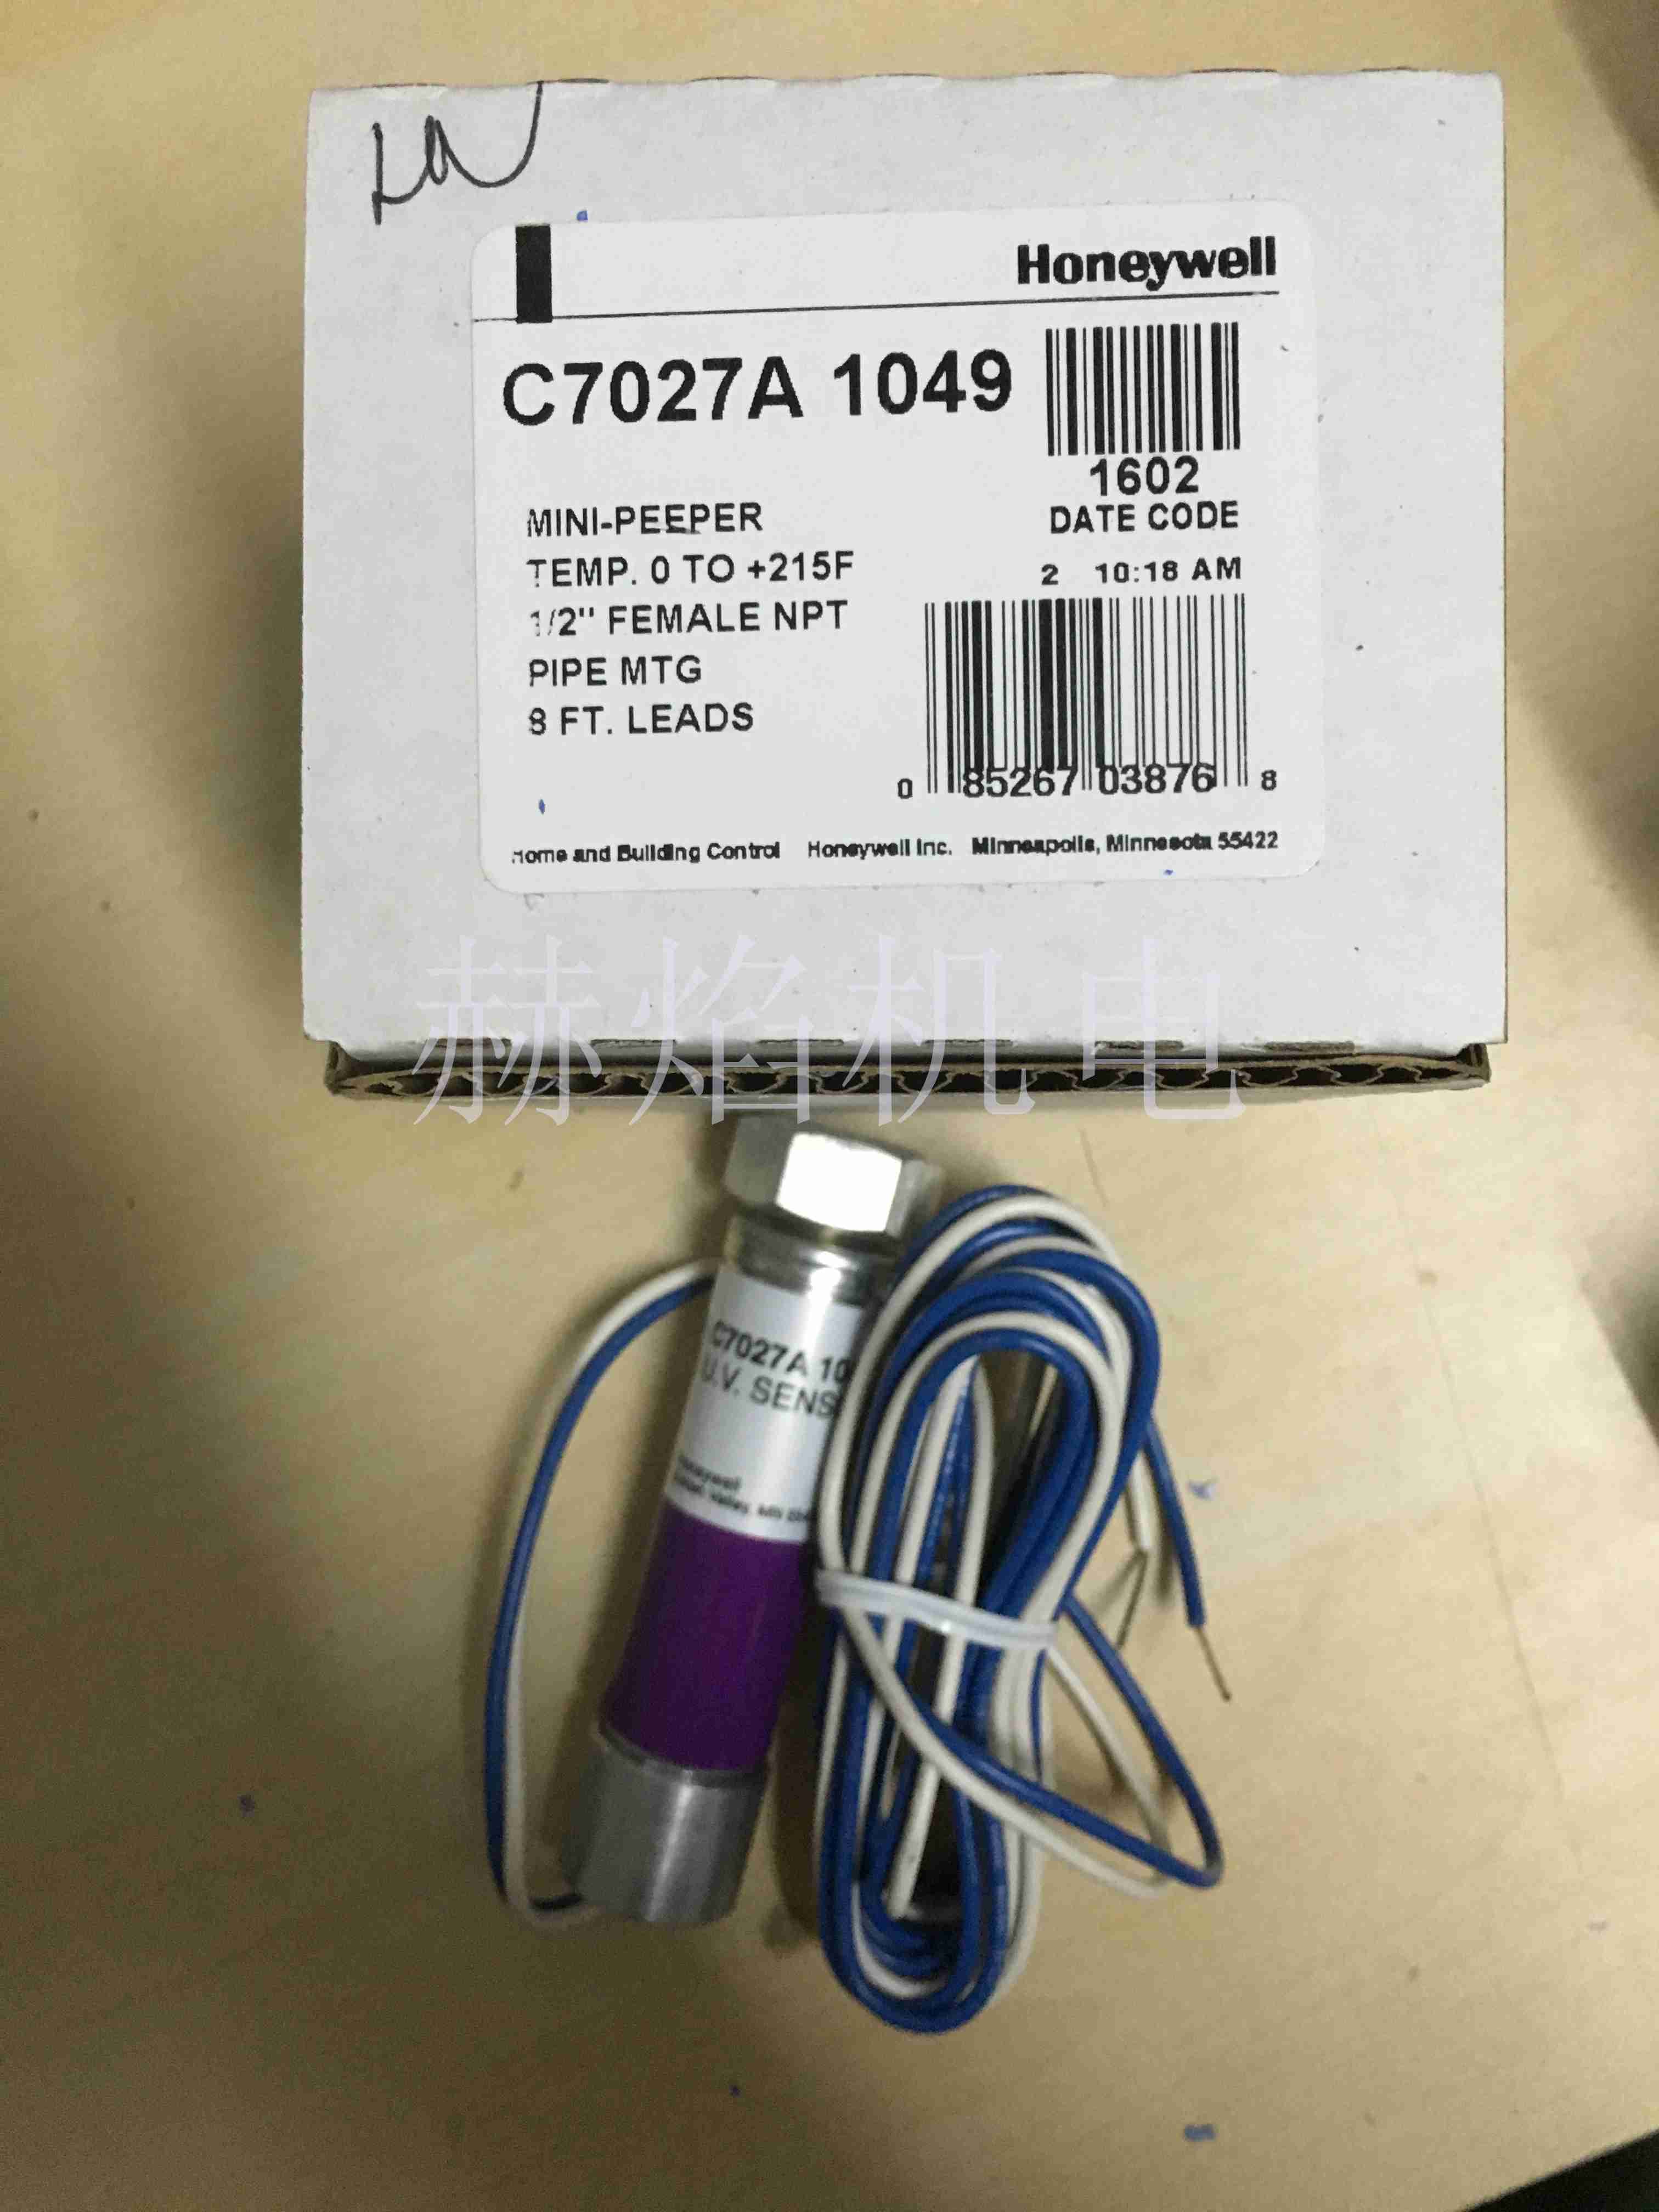 Honeywell
C7027A 1049
1602
DATE CODE
MINI-PEEPER
TEMP. 0 TO +215F
1/2" FEMALE NPT
PIPE MTG
8 FT. LEADS
2 10:18 AM
0 85267 03876 8
Home and Building Control Honeywell Inc. Minneapolis, Minnesota 55422
赫焰机电
C7027A 10
U.V. SENS
Honeywell